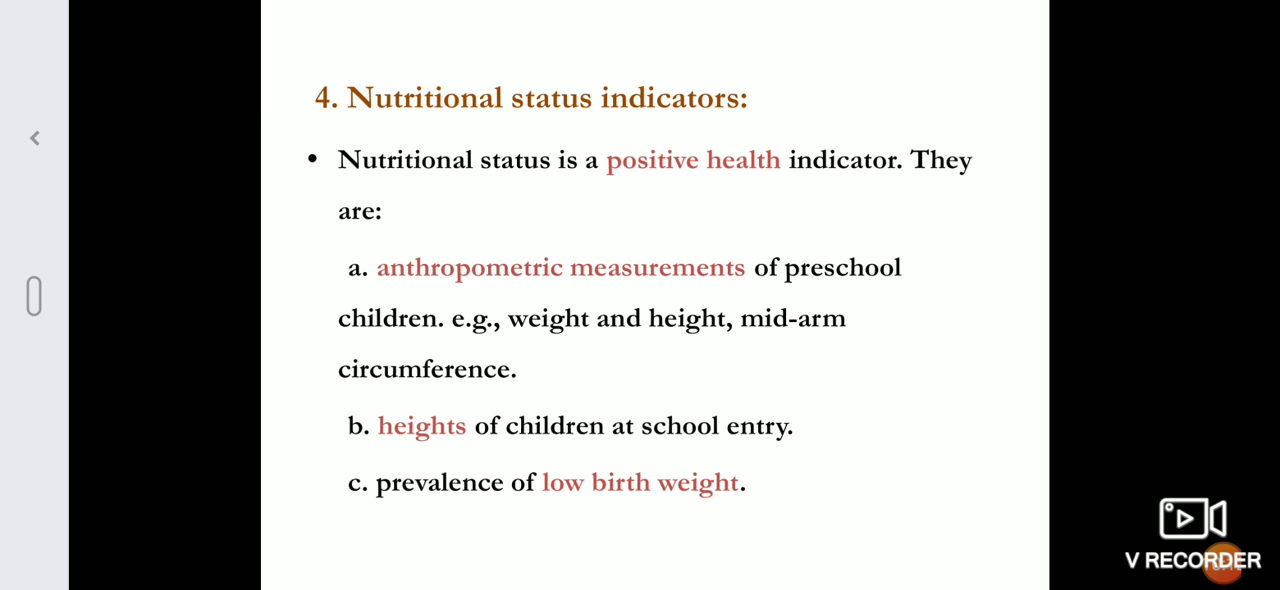 4. Nutritional status indicators:
• Nutritional status is a positive health indicator. They
are:
a. anthropometric measurements of preschool
children. e.g., weight and height, mid-arm
circumference.
b. heights of children at school entry.
c. prevalence of low birth weight.
V RECORDER